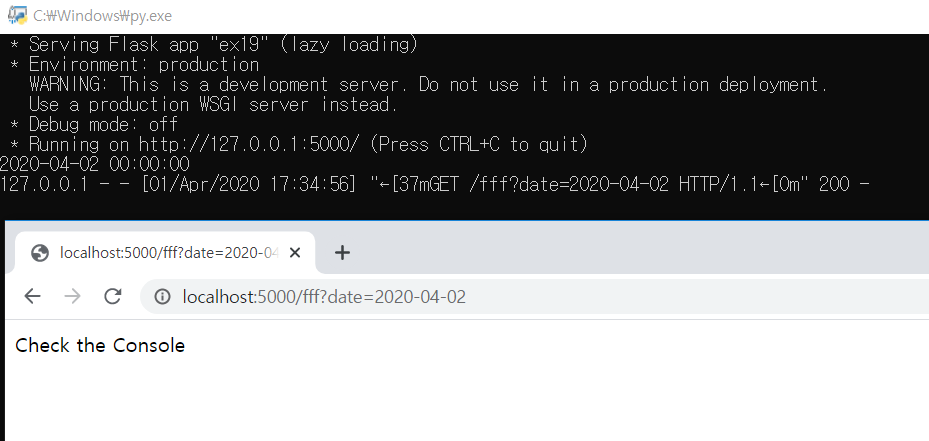 C:₩Windows₩py.exe
* Serving Flask app "ex19" (lazy loading)
* Environment: production
WARNING: This is a development server. Do not use it in a production deployment.
Use a production WSGI server instead.
* Debug mode: off
* Running on http://127.0.0.1:5000/ (Press CTRL+C to quit)
2020-04-02 00:00:00
127.0.0.1 - - [01/Apr/2020 17:34:56] "←[37mGET /fff?date=2020-04-02 HTTP/1.1←[0m" 200 -
localhost:5000/fff?date=2020-04
localhost:5000/fff?date=2020-04-02
Check the Console